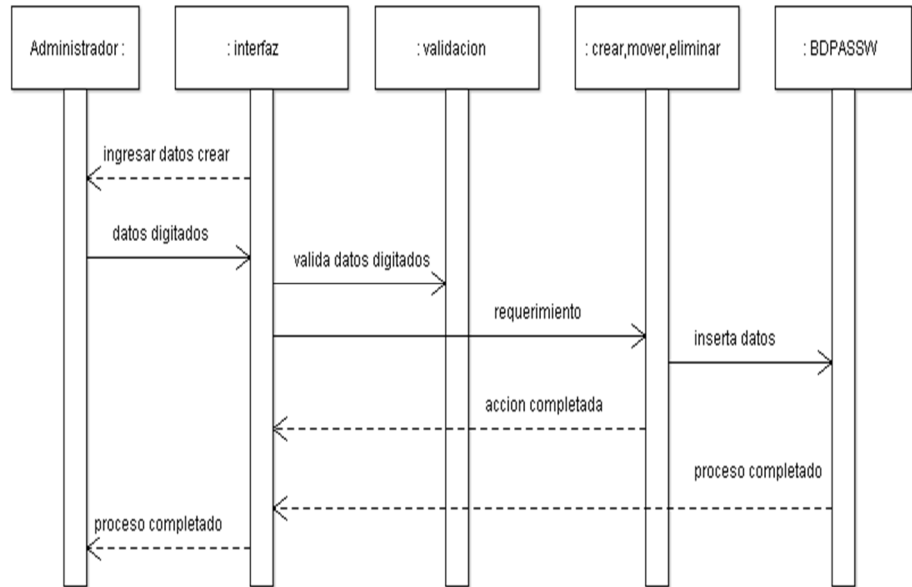 Administrador :
: interfaz
: validacion
: crear,mover,eliminar
: BDPASSW
ingresar datos crear
datos digitados
valida datos digitados
requerimiento
inserta datos
accion completada
proceso completado
proceso completado